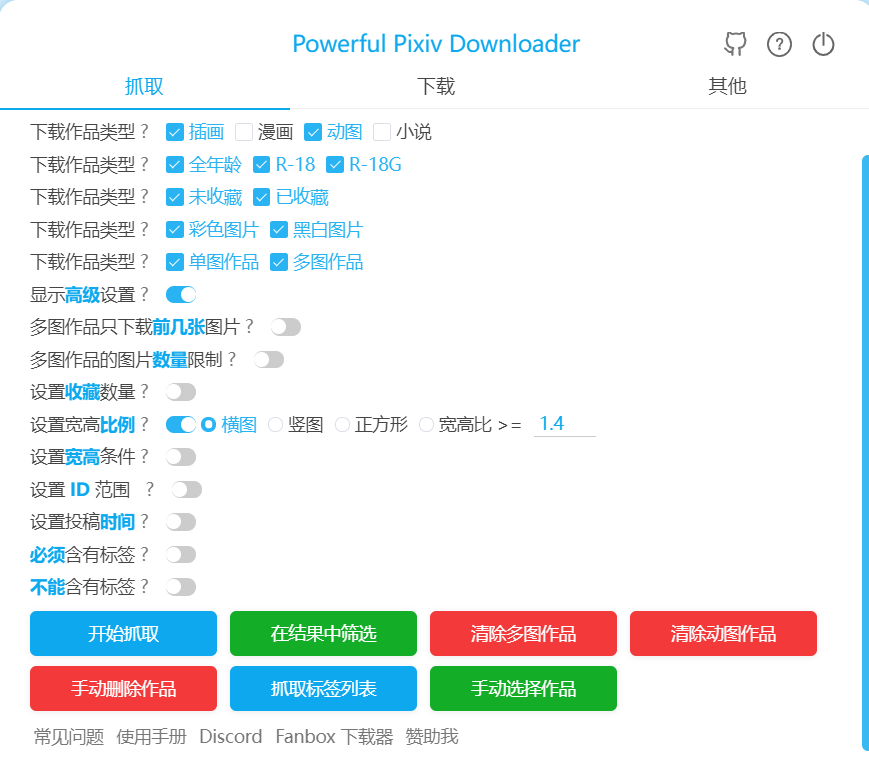 Powerful Pixiv Downloader
抓取 下载 其他
下载作品类型 ? 插画 漫画 动图 小说
下载作品类型 ? 全年龄 R-18 R-18G
下载作品类型 ? 未收藏 已收藏
下载作品类型 ? 彩色图片 黑白图片
下载作品类型 ? 单图作品 多图作品
显示高级设置 ?
多图作品只下载前几张图片 ?
多图作品的图片数量限制 ?
设置收藏数量 ?
设置宽高比例 ? 横图 竖图 正方形 宽高比 >= 1.4
设置宽高条件 ?
设置 ID 范围 ?
设置投稿时间 ?
必须含有标签 ?
不能含有标签 ?
开始抓取 在结果中筛选 清除多图作品 清除动图作品
手动删除作品 抓取标签列表 手动选择作品
常见问题 使用手册 Discord Fanbox 下载器 赞助我